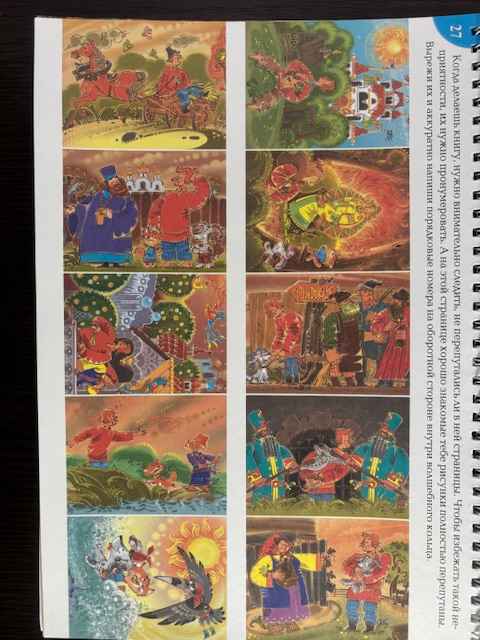 27
Когда делаешь книгу, нужно внимательно следить, не перепутались ли в ней страницы. Чтобы избежать такой не-
приятности, их нужно пронумеровать. А на этой странице хорошо знакомые тебе рисунки полностью перепутаны.
Вырежи их и аккуратно напиши порядковые номера на оборотной стороне внутри волшебного кольца.